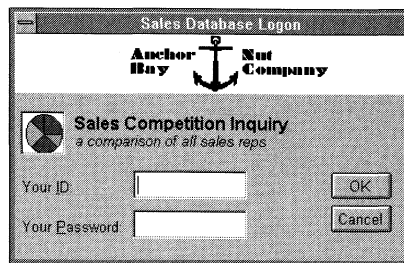 Sales Database Logon
Anchor Nut
Bay Company
Sales Competition Inquiry
a comparison of all sales reps
Your ID:
OK
Your Password:
Cancel